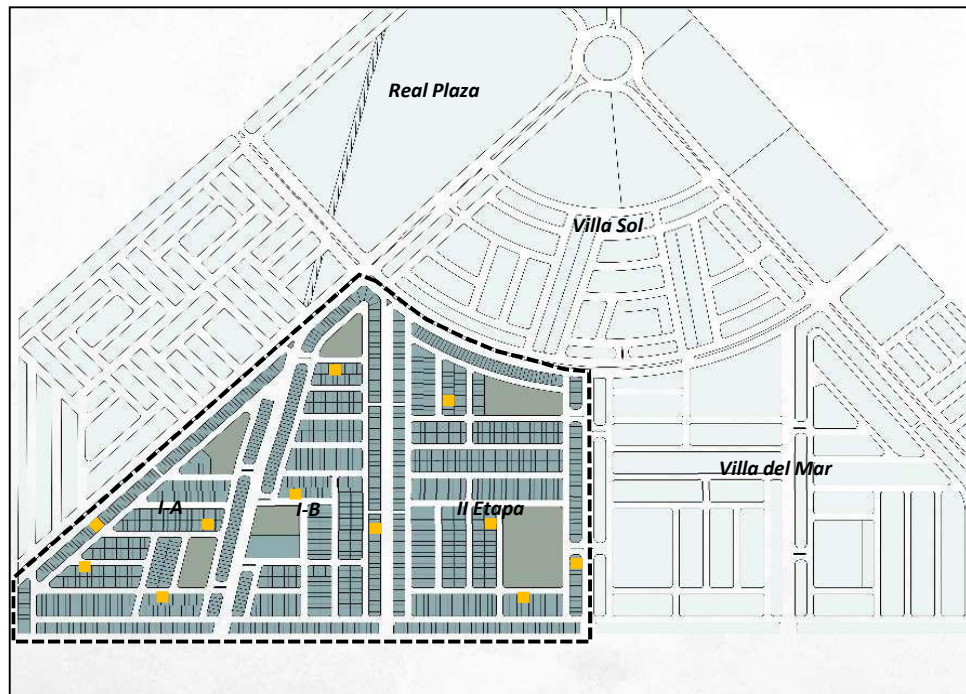 Real Plaza
Villa Sol
Villa del Mar
I-A
I-B
II Etapa